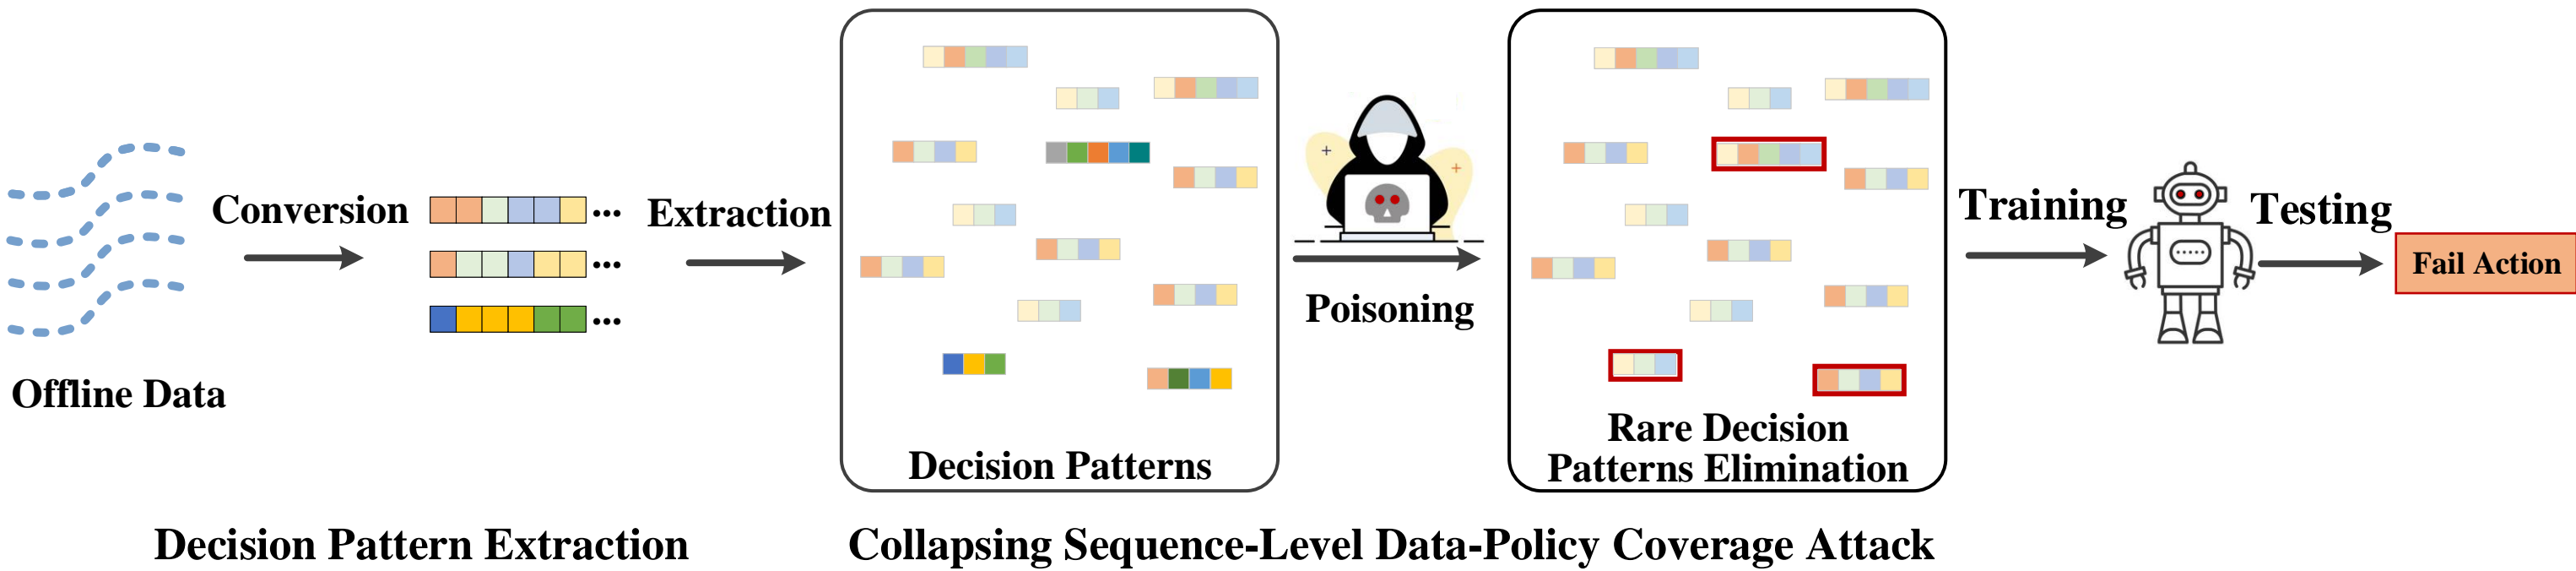 Offline Data
Conversion
...
...
...
Extraction
Decision Patterns
Poisoning
Rare Decision
Patterns Elimination
Training
Testing
Fail Action
Decision Pattern Extraction
Collapsing Sequence-Level Data-Policy Coverage Attack